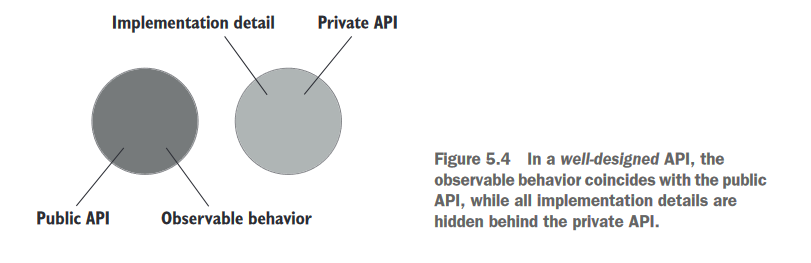 Implementation detail
Private API
Public API
Observable behavior
Figure 5.4 In a well-designed API, the
observable behavior coincides with the public
API, while all implementation details are
hidden behind the private API.